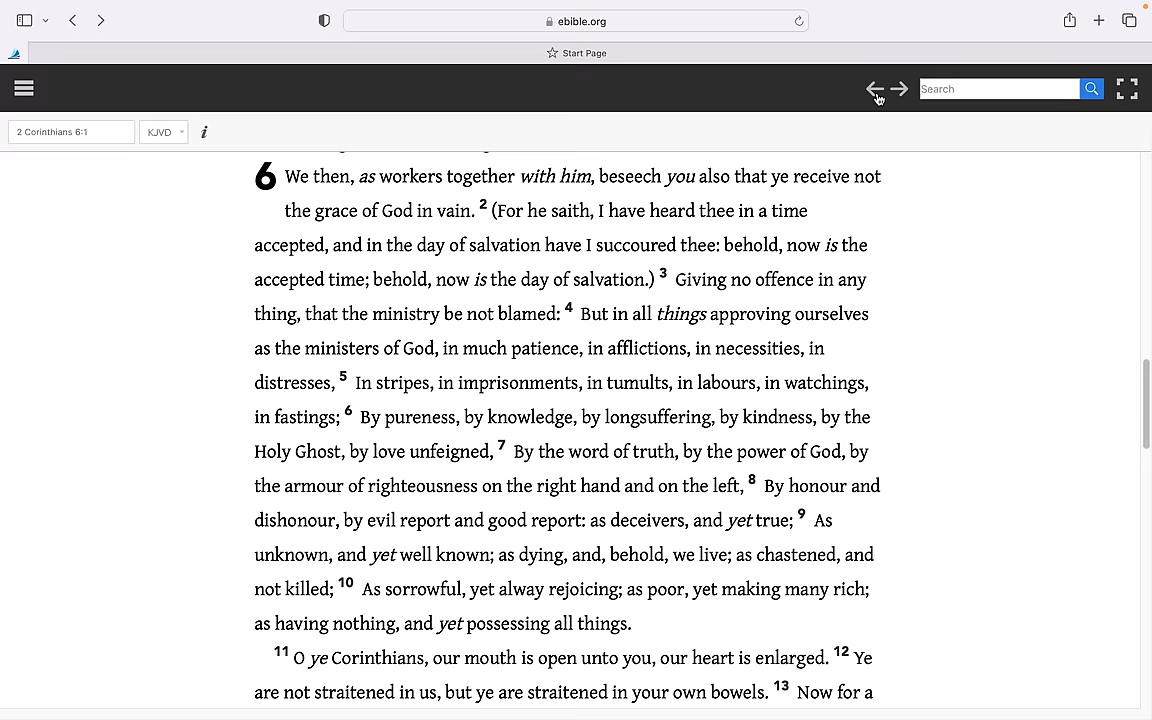 ebible.org
Start Page
Search
2 Corinthians 6:1 KJVD i
6 We then, as workers together with him, beseech you also that ye receive not
the grace of God in vain. 2 (For he saith, I have heard thee in a time
accepted, and in the day of salvation have I succoured thee: behold, now is the
accepted time; behold, now is the day of salvation.) 3 Giving no offence in any
thing, that the ministry be not blamed: 4 But in all things approving ourselves
as the ministers of God, in much patience, in afflictions, in necessities, in
distresses, 5 In stripes, in imprisonments, in tumults, in labours, in watchings,
in fastings; 6 By pureness, by knowledge, by longsuffering, by kindness, by the
Holy Ghost, by love unfeigned, 7 By the word of truth, by the power of God, by
the armour of righteousness on the right hand and on the left, 8 By honour and
dishonour, by evil report and good report: as deceivers, and yet true; 9 As
unknown, and yet well known; as dying, and, behold, we live; as chastened, and
not killed; 10 As sorrowful, yet alway rejoicing; as poor, yet making many rich;
as having nothing, and yet possessing all things.
11 O ye Corinthians, our mouth is open unto you, our heart is enlarged. 12 Ye
are not straitened in us, but ye are straitened in your own bowels. 13 Now for a